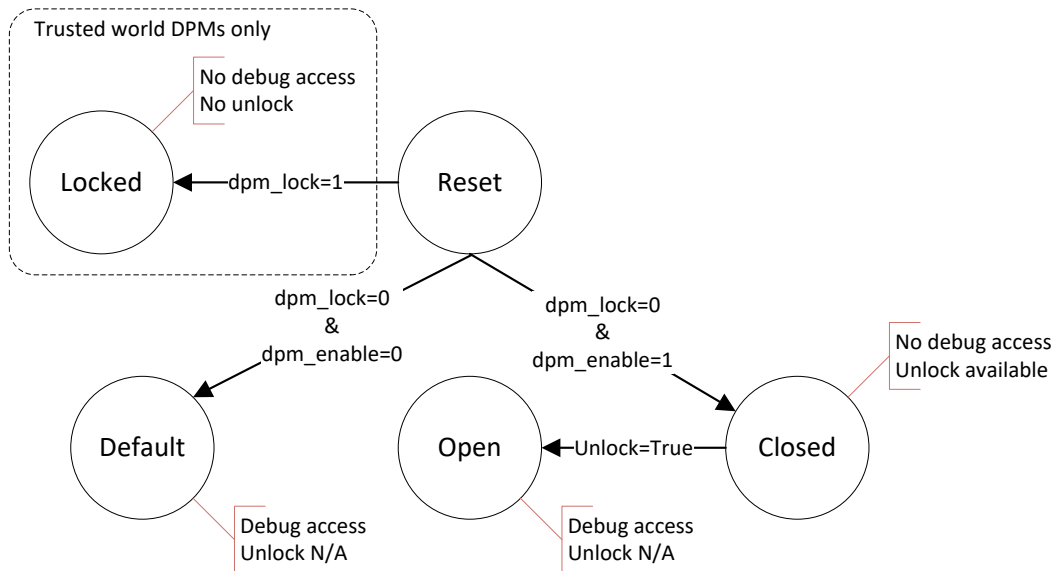 Trusted world DPMs only
No debug access
No unlock
Locked
dpm_lock=1
Reset
dpm_lock=0
&
dpm_enable=0
dpm_lock=0
&
dpm_enable=1
No debug access
Unlock available
Default
Open
Unlock=True
Closed
Debug access
Unlock N/A
Debug access
Unlock N/A